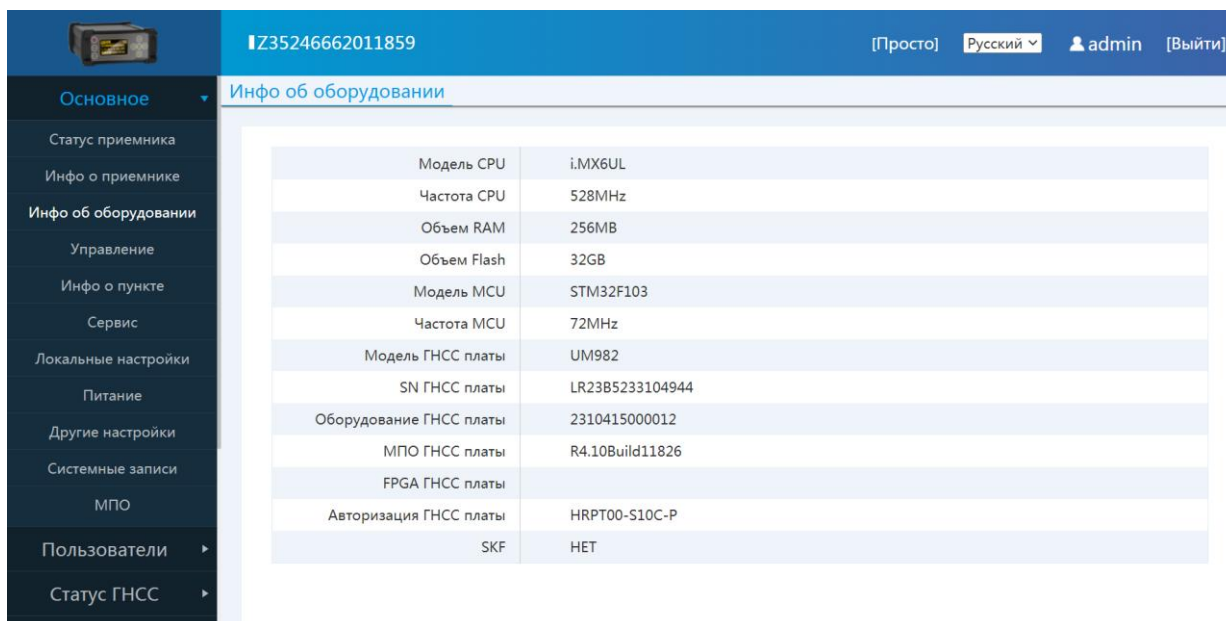 Z35246662011859 [Просто] Русский admin [Выйти]
Основное
Статус приемника
Инфо о приемнике
Инфо об оборудовании
Управление
Инфо о пункте
Сервис
Локальные настройки
Питание
Другие настройки
Системные записи
МПО
Пользователи
Статус ГНСС
Инфо об оборудовании
Модель CPU i.MX6UL
Частота CPU 528MHz
Объем RAM 256MB
Объем Flash 32GB
Модель MCU STM32F103
Частота MCU 72MHz
Модель ГНСС платы UM982
SN ГНСС платы LR23B5233104944
Оборудование ГНСС платы 2310415000012
МПО ГНСС платы R4.10Build11826
FPGA ГНСС платы
Авторизация ГНСС платы HRPT00-S10C-P
SKF НЕТ